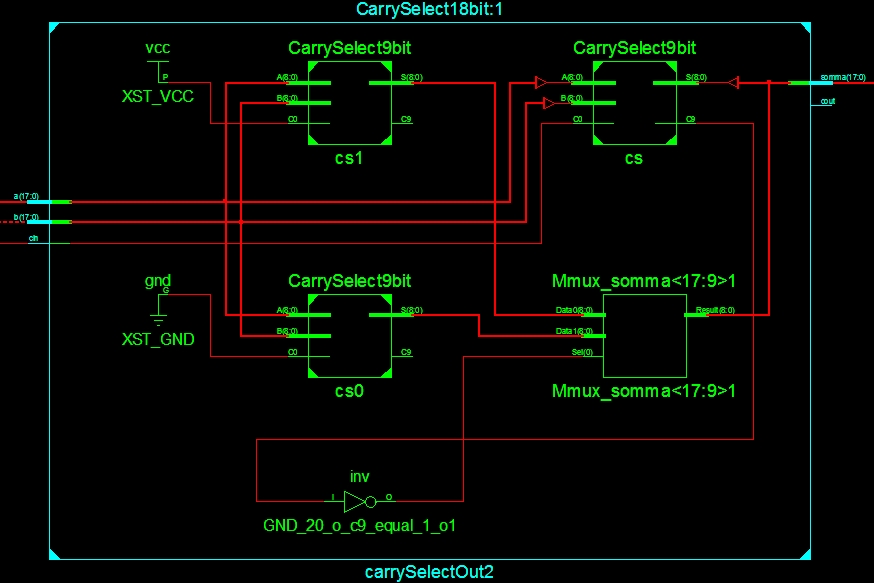 CarrySelect18bit:1
VCC
P
XST_VCC
CarrySelect9bit
A(8:0)
S(8:0)
B(8:0)
C0
C9
cs1
CarrySelect9bit
A(8:0)
S(8:0)
B(8:0)
C0
C9
cs
somma(17:0)
cout
a(17:0)
b(17:0)
cin
gnd
G
XST_GND
CarrySelect9bit
A(8:0)
S(8:0)
B(8:0)
C0
C9
cs0
Mmux_somma<17:9>1
Data0(8:0)
Result(8:0)
Data1(8:0)
Sel(0)
Mmux_somma<17:9>1
inv
I
O
GND_20_o_c9_equal_1_o1
carrySelectOut2